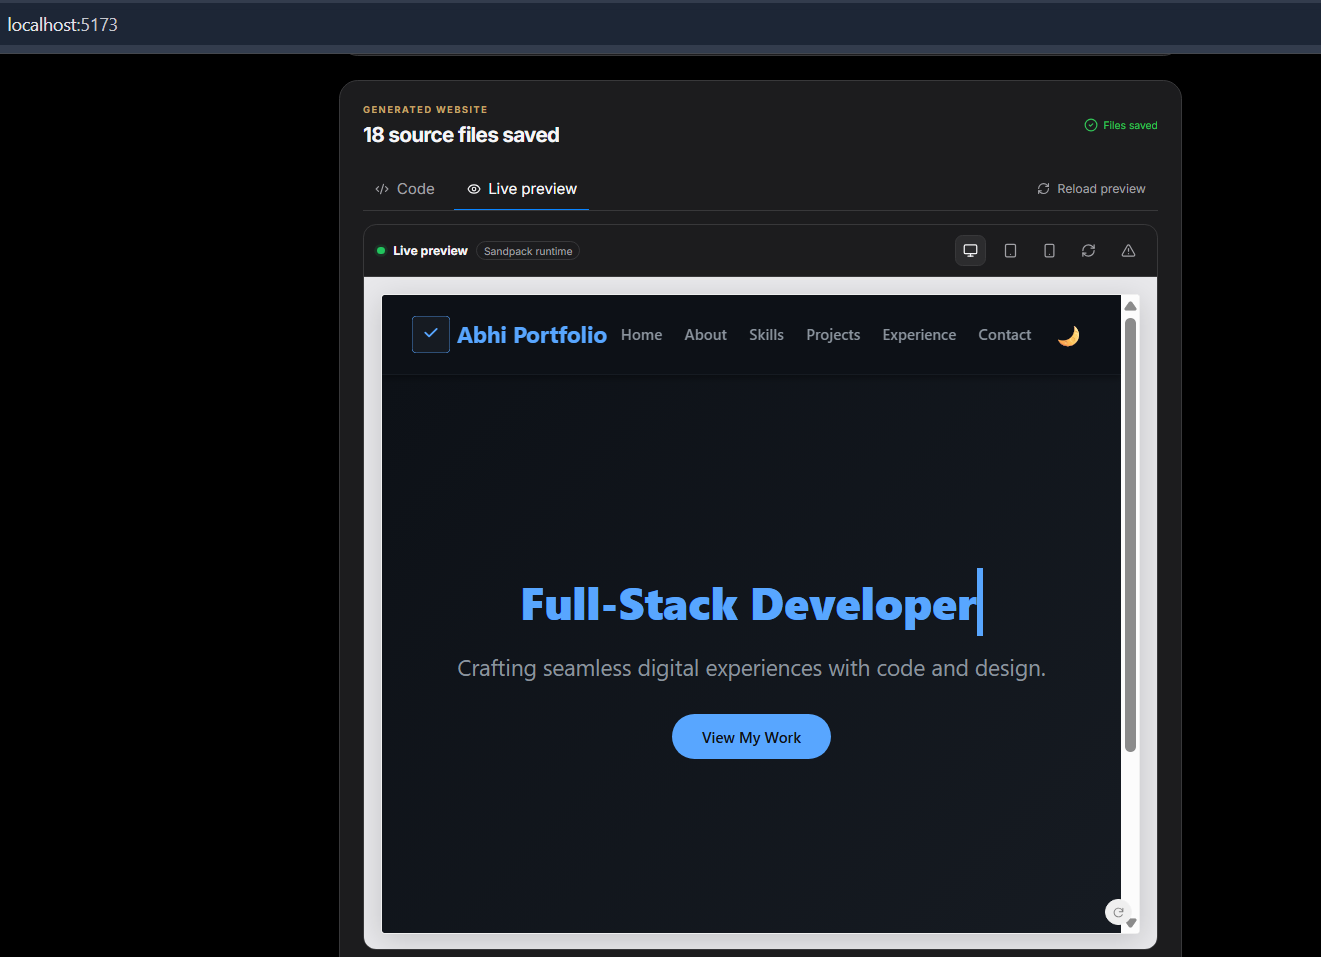 localhost:5173
GENERATED WEBSITE
18 source files saved
Files saved
Code
Live preview
Reload preview
Live preview
Sandpack runtime
Abhi Portfolio
Home
About
Skills
Projects
Experience
Contact
Full-Stack Developer
Crafting seamless digital experiences with code and design.
View My Work